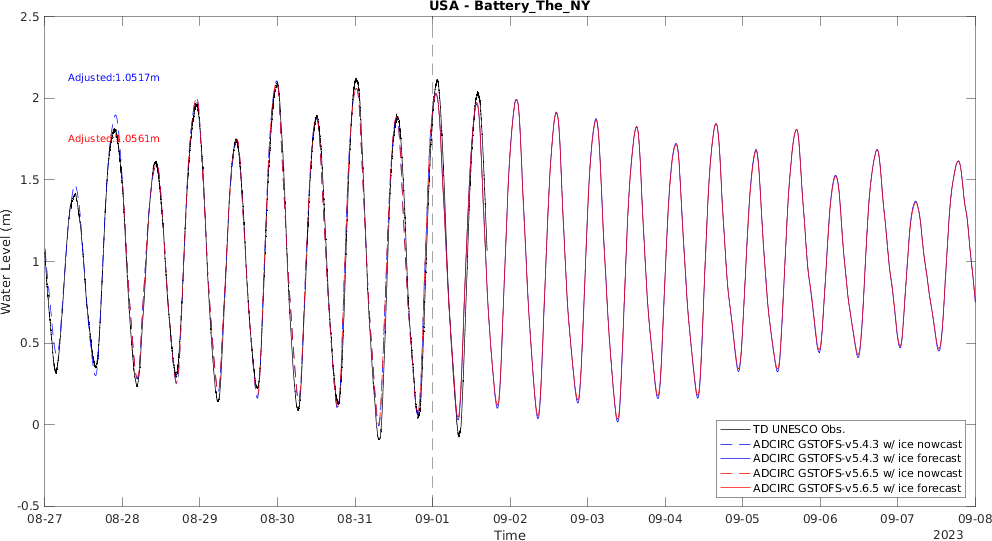 USA - Battery_The_NY
2.5
2
1.5
1
0.5
0
-0.5
Water Level (m)
Adjusted:1.0517m
Adjusted:1.0561m
TD UNESCO Obs.
ADCIRC GSTOFS-v5.4.3 w/ ice nowcast
ADCIRC GSTOFS-v5.4.3 w/ ice forecast
ADCIRC GSTOFS-v5.6.5 w/ ice nowcast
ADCIRC GSTOFS-v5.6.5 w/ ice forecast
08-27 08-28 08-29 08-30 08-31 09-01 09-02 09-03 09-04 09-05 09-06 09-07 09-08
Time
2023